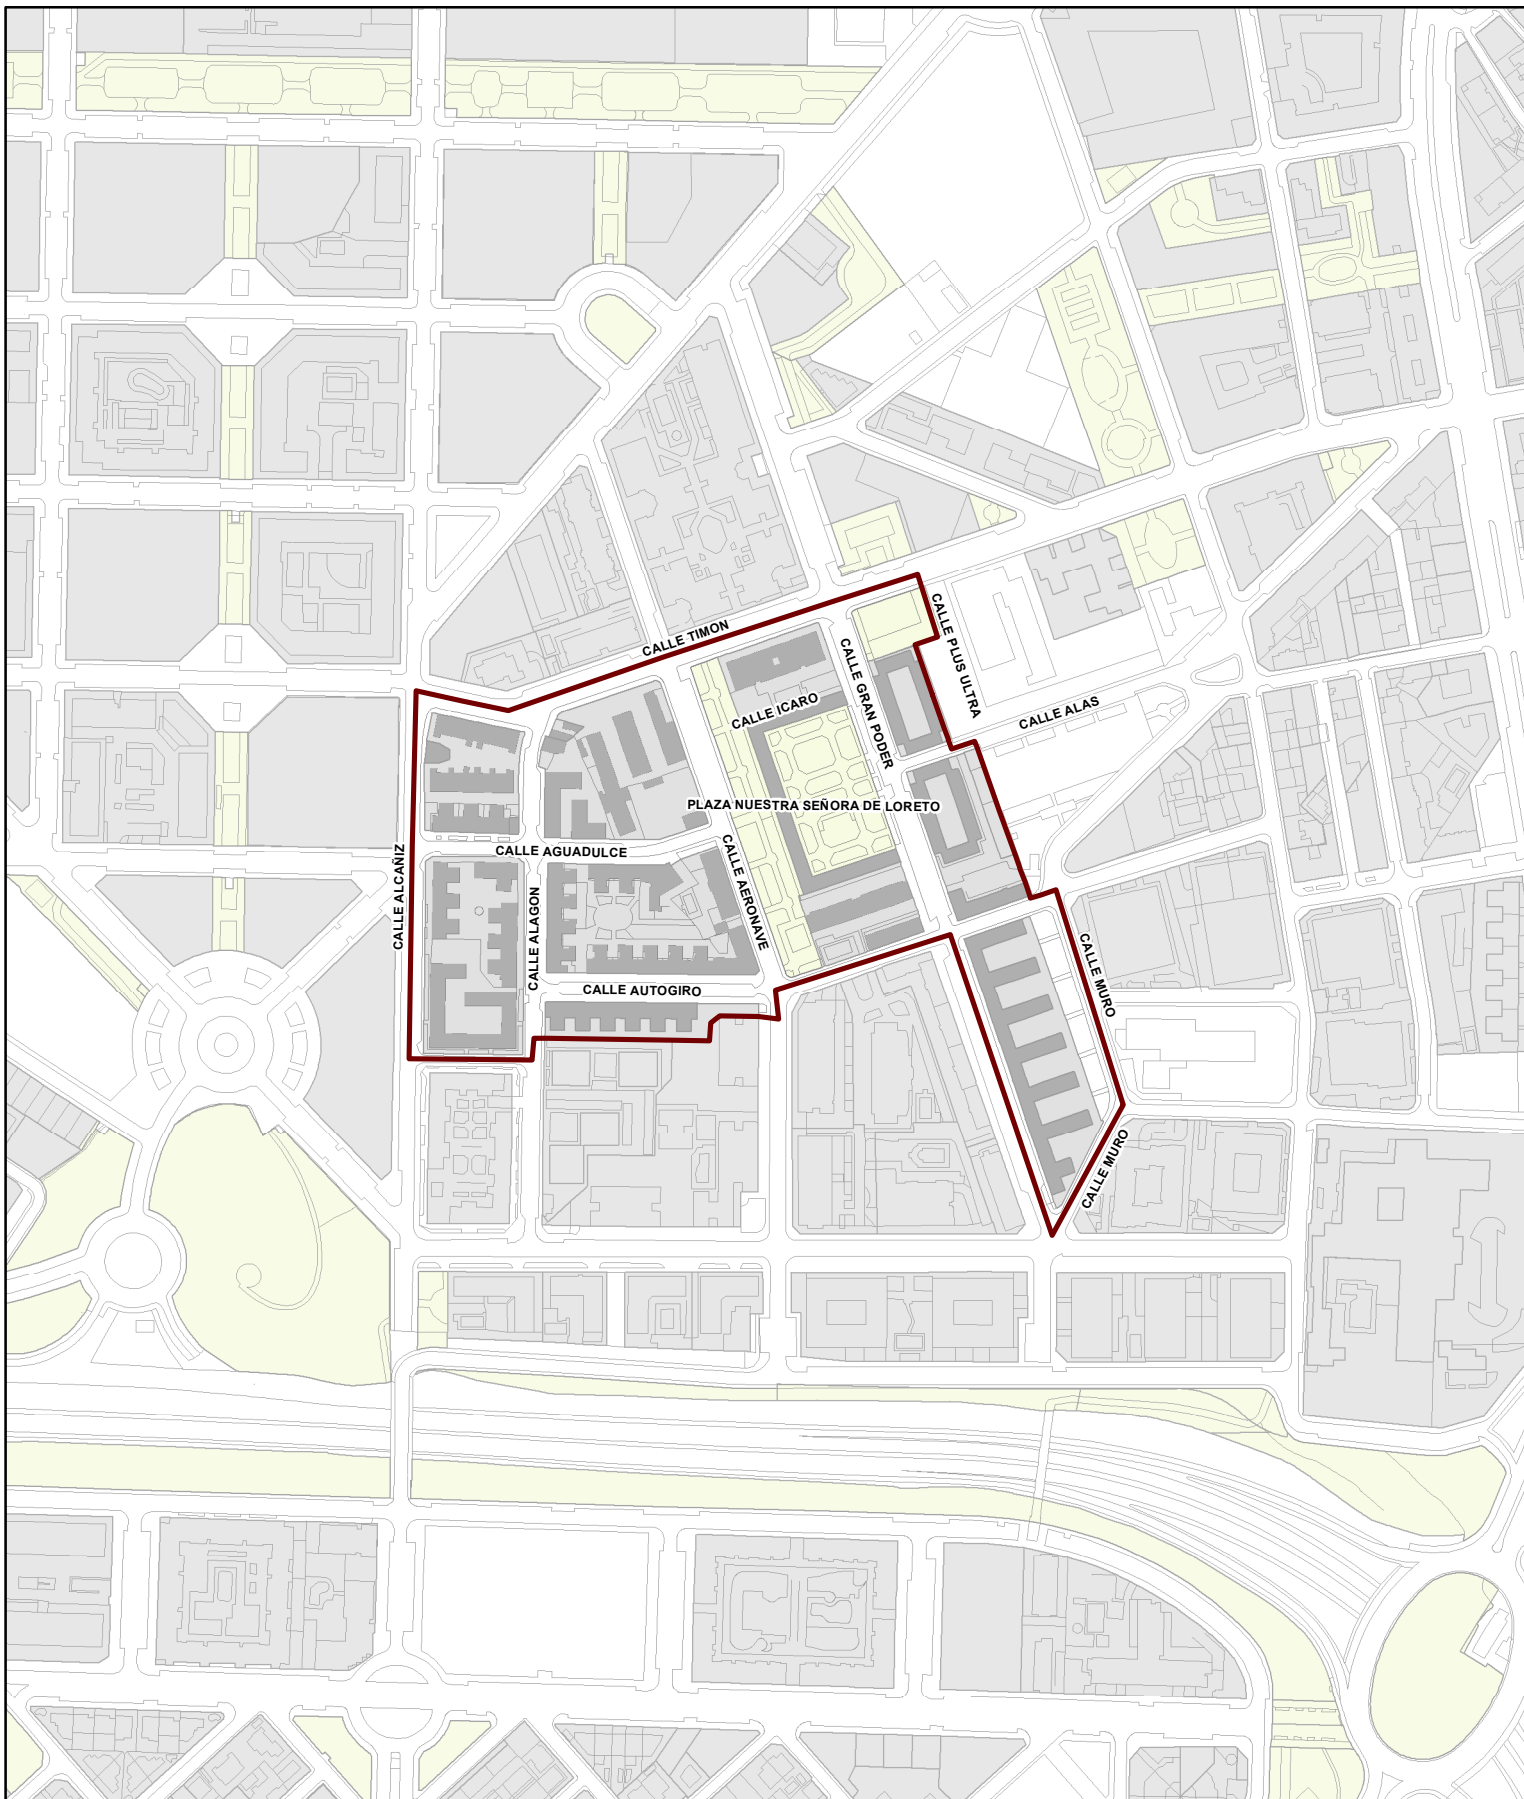 CALLE TIMON
CALLE PLUS ULTRA
CALLE GRAN PODER
CALLE ICARO
CALLE ALAS
PLAZA NUESTRA SEÑORA DE LORETO
CALLE AGUADULCE
CALLE ALCAÑIZ
CALLE ALAGON
CALLE AERONAVE
CALLE AUTOGIRO
CALLE MURO
CALLE MURO